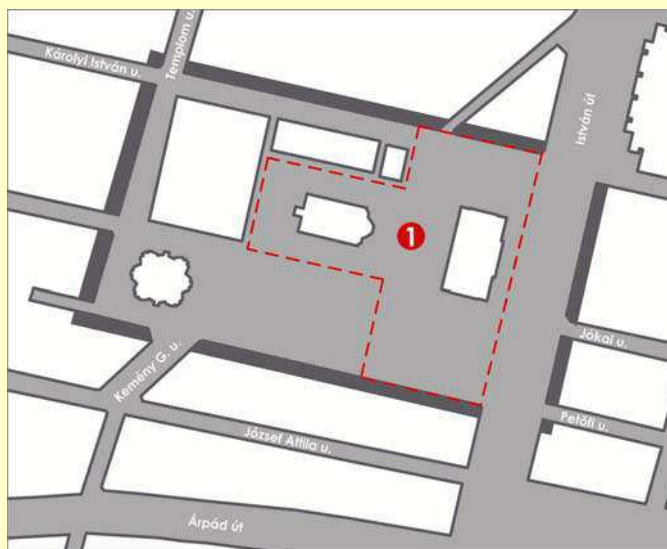 Károlyi István u.
Templom u.
István út
1
Jókai u.
Petőfi u.
Kemény G. u.
József Attila u.
Árpád út